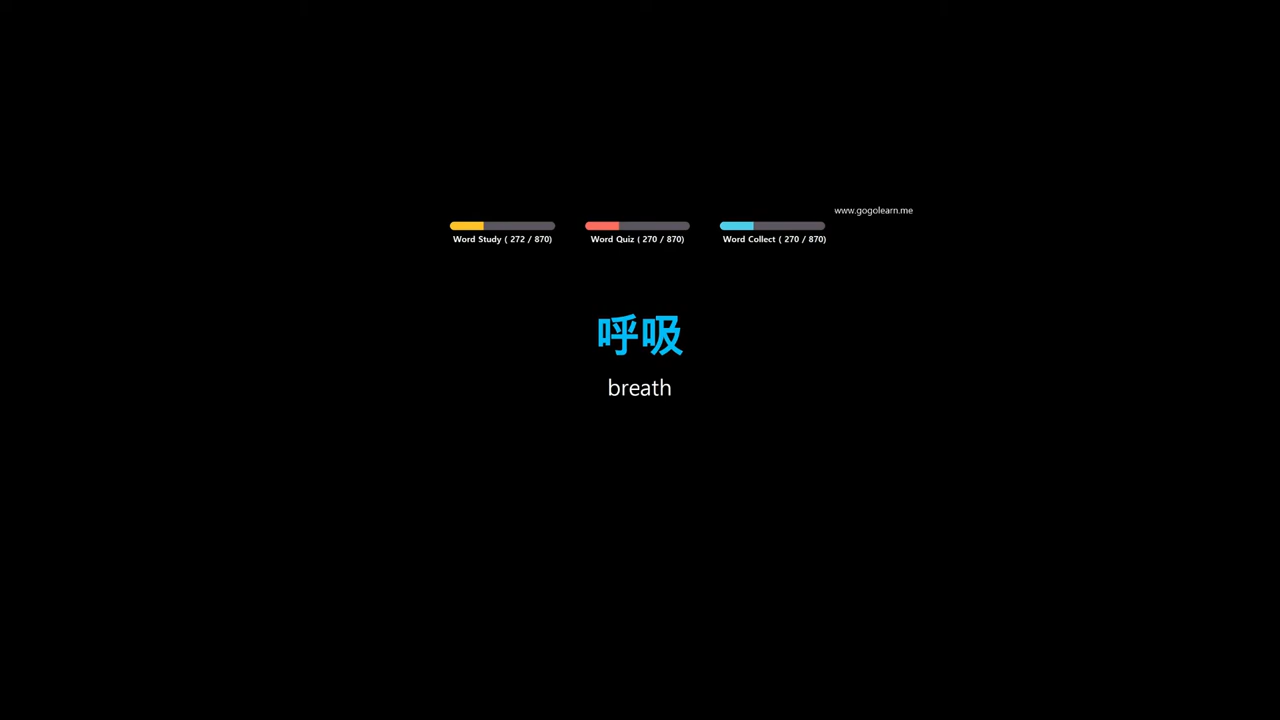 www.gogolearn.me
Word Study ( 272 / 870)
Word Quiz ( 270 / 870)
Word Collect ( 270 / 870)
呼吸
breath